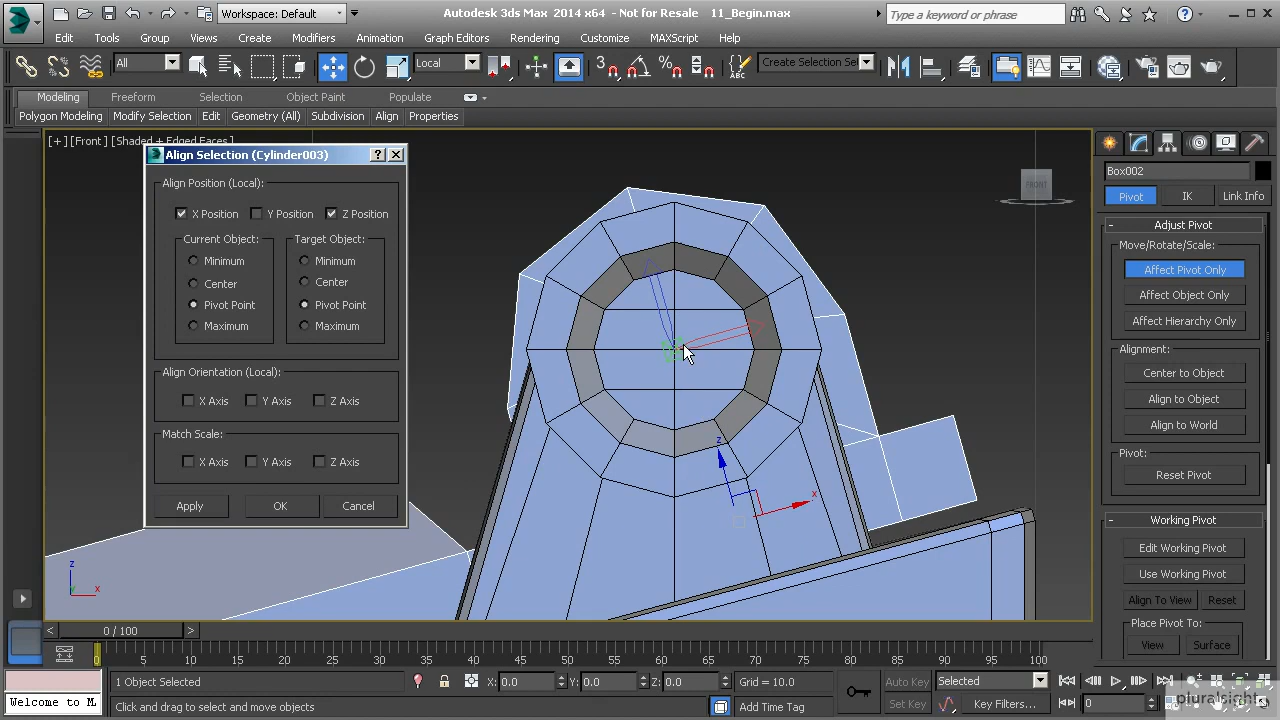 Workspace: Default
Autodesk 3ds Max 2014 x64 - Not for Resale 11_Begin.max
Type a keyword or phrase
Edit Tools Group Views Create Modifiers Animation Graph Editors Rendering Customize MAXScript Help
All Local Create Selection Se
Modeling Freeform Selection Object Paint Populate
Polygon Modeling Modify Selection Edit Geometry (All) Subdivision Align Properties
[+] [Front] [Shaded + Edged Faces]
Align Selection (Cylinder003)
Align Position (Local):
X Position Y Position Z Position
Current Object: Target Object:
Minimum Minimum
Center Center
Pivot Point Pivot Point
Maximum Maximum
Align Orientation (Local):
X Axis Y Axis Z Axis
Match Scale:
X Axis Y Axis Z Axis
Apply OK Cancel
FRONT
z
x
z
x
Box002
Pivot IK Link Info
- Adjust Pivot
Move/Rotate/Scale:
Affect Pivot Only
Affect Object Only
Affect Hierarchy Only
Alignment:
Center to Object
Align to Object
Align to World
Pivot:
Reset Pivot
- Working Pivot
Edit Working Pivot
Use Working Pivot
Align To View Reset
Place Pivot To:
View Surface
< 0 / 100 >
0 5 10 15 20 25 30 35 40 45 50 55 60 65 70 75 80 85 90 95 100
1 Object Selected X: 0.0 Y: 0.0 Z: 0.0 Grid = 10.0 Auto Key Selected
Welcome to M Click and drag to select and move objects Add Time Tag Set Key Key Filters... 0
pluralsight